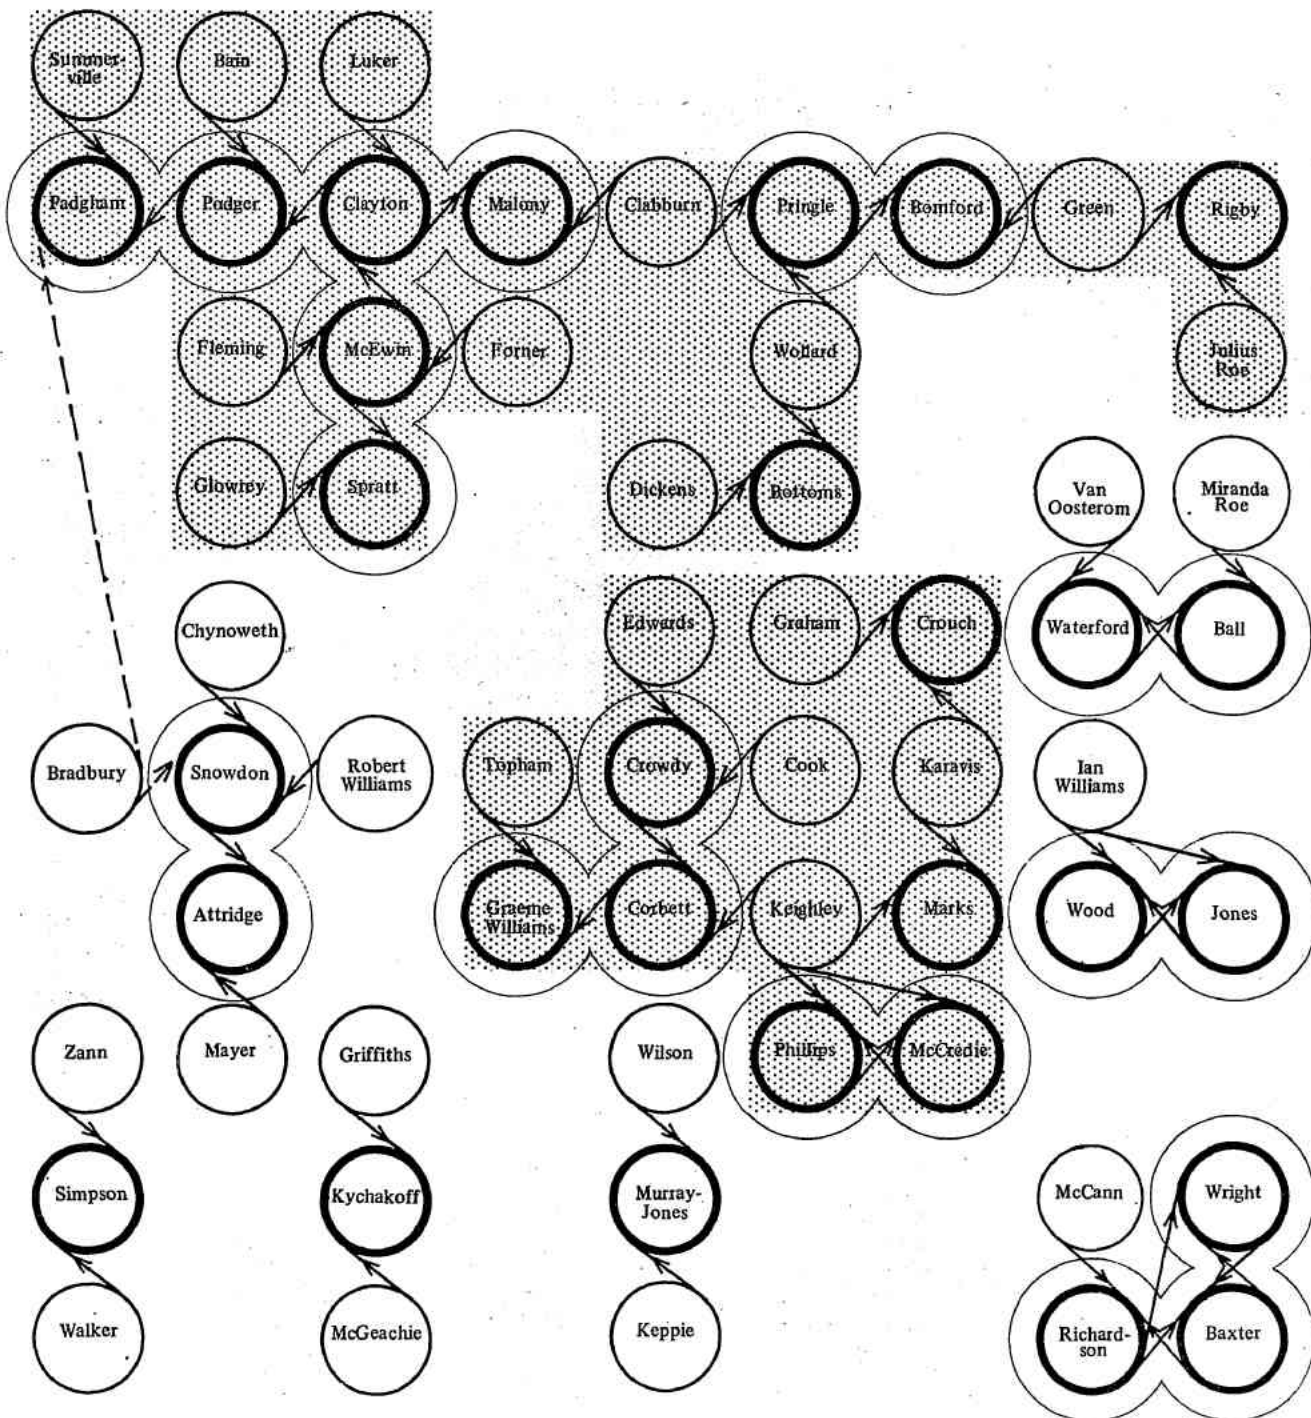 Summer-
ville
Bain
Luker
Padgham
Podger
Clayton
Malony
Clabburn
Pringle
Bomford
Green
Rigby
Fleming
McEwin
Forner
Wollard
Julius
Roe
Glowrey
Spratt
Dickens
Bottoms
Van
Oosterom
Miranda
Roe
Chynoweth
Edwards
Graham
Crouch
Waterford
Ball
Bradbury
Snowdon
Robert
Williams
Topham
Crowdy
Cook
Karavis
Ian
Williams
Attridge
Graeme
Williams
Corbett
Keighley
Marks
Wood
Jones
Zann
Mayer
Griffiths
Wilson
Phillips
McCredie
Simpson
Kychakoff
Murray-
Jones
McCann
Wright
Walker
McGeachie
Keppie
Richard-
son
Baxter